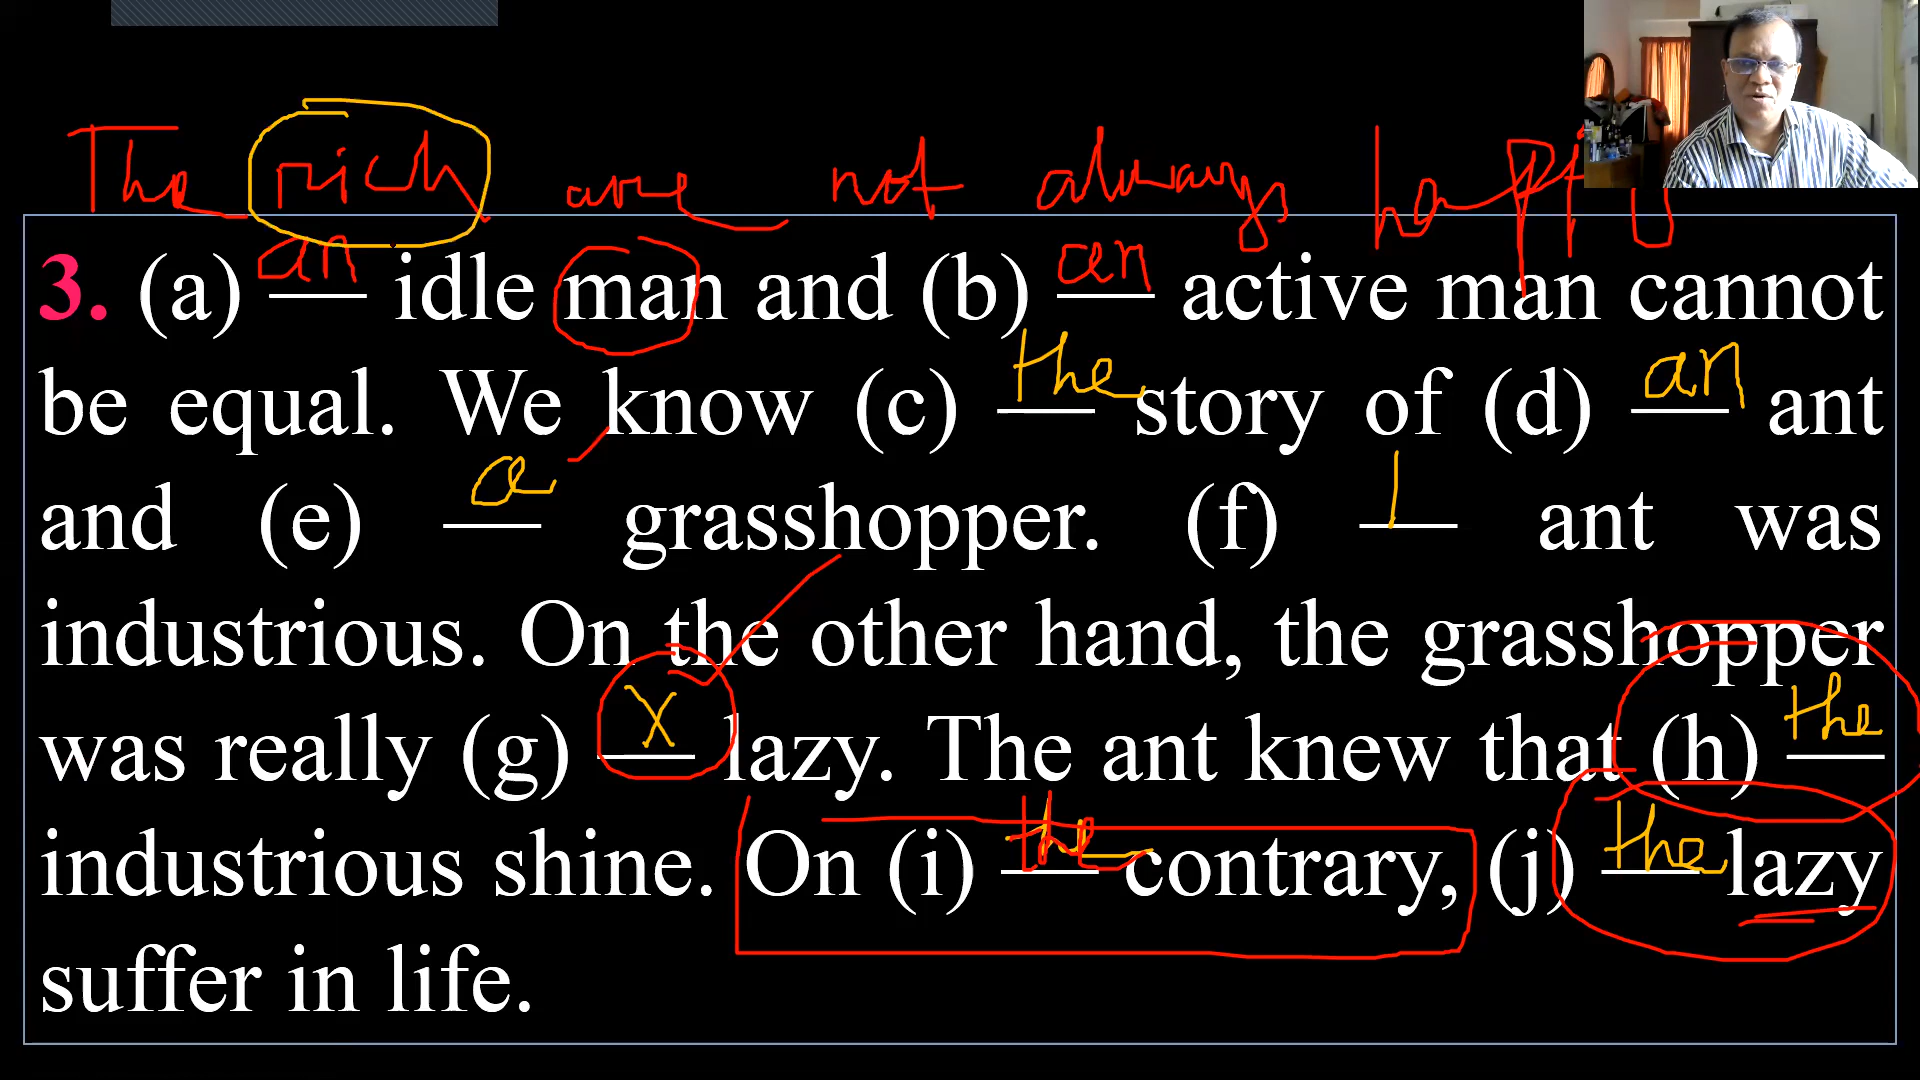 The rich are not always happy
3. (a) an idle man and (b) an active man cannot
be equal. We know (c) the story of (d) an ant
and (e) a grasshopper. (f) — ant was
industrious. On the other hand, the grasshopper
was really (g) X lazy. The ant knew that (h) the
industrious shine. On (i) the contrary, (j) the lazy
suffer in life.